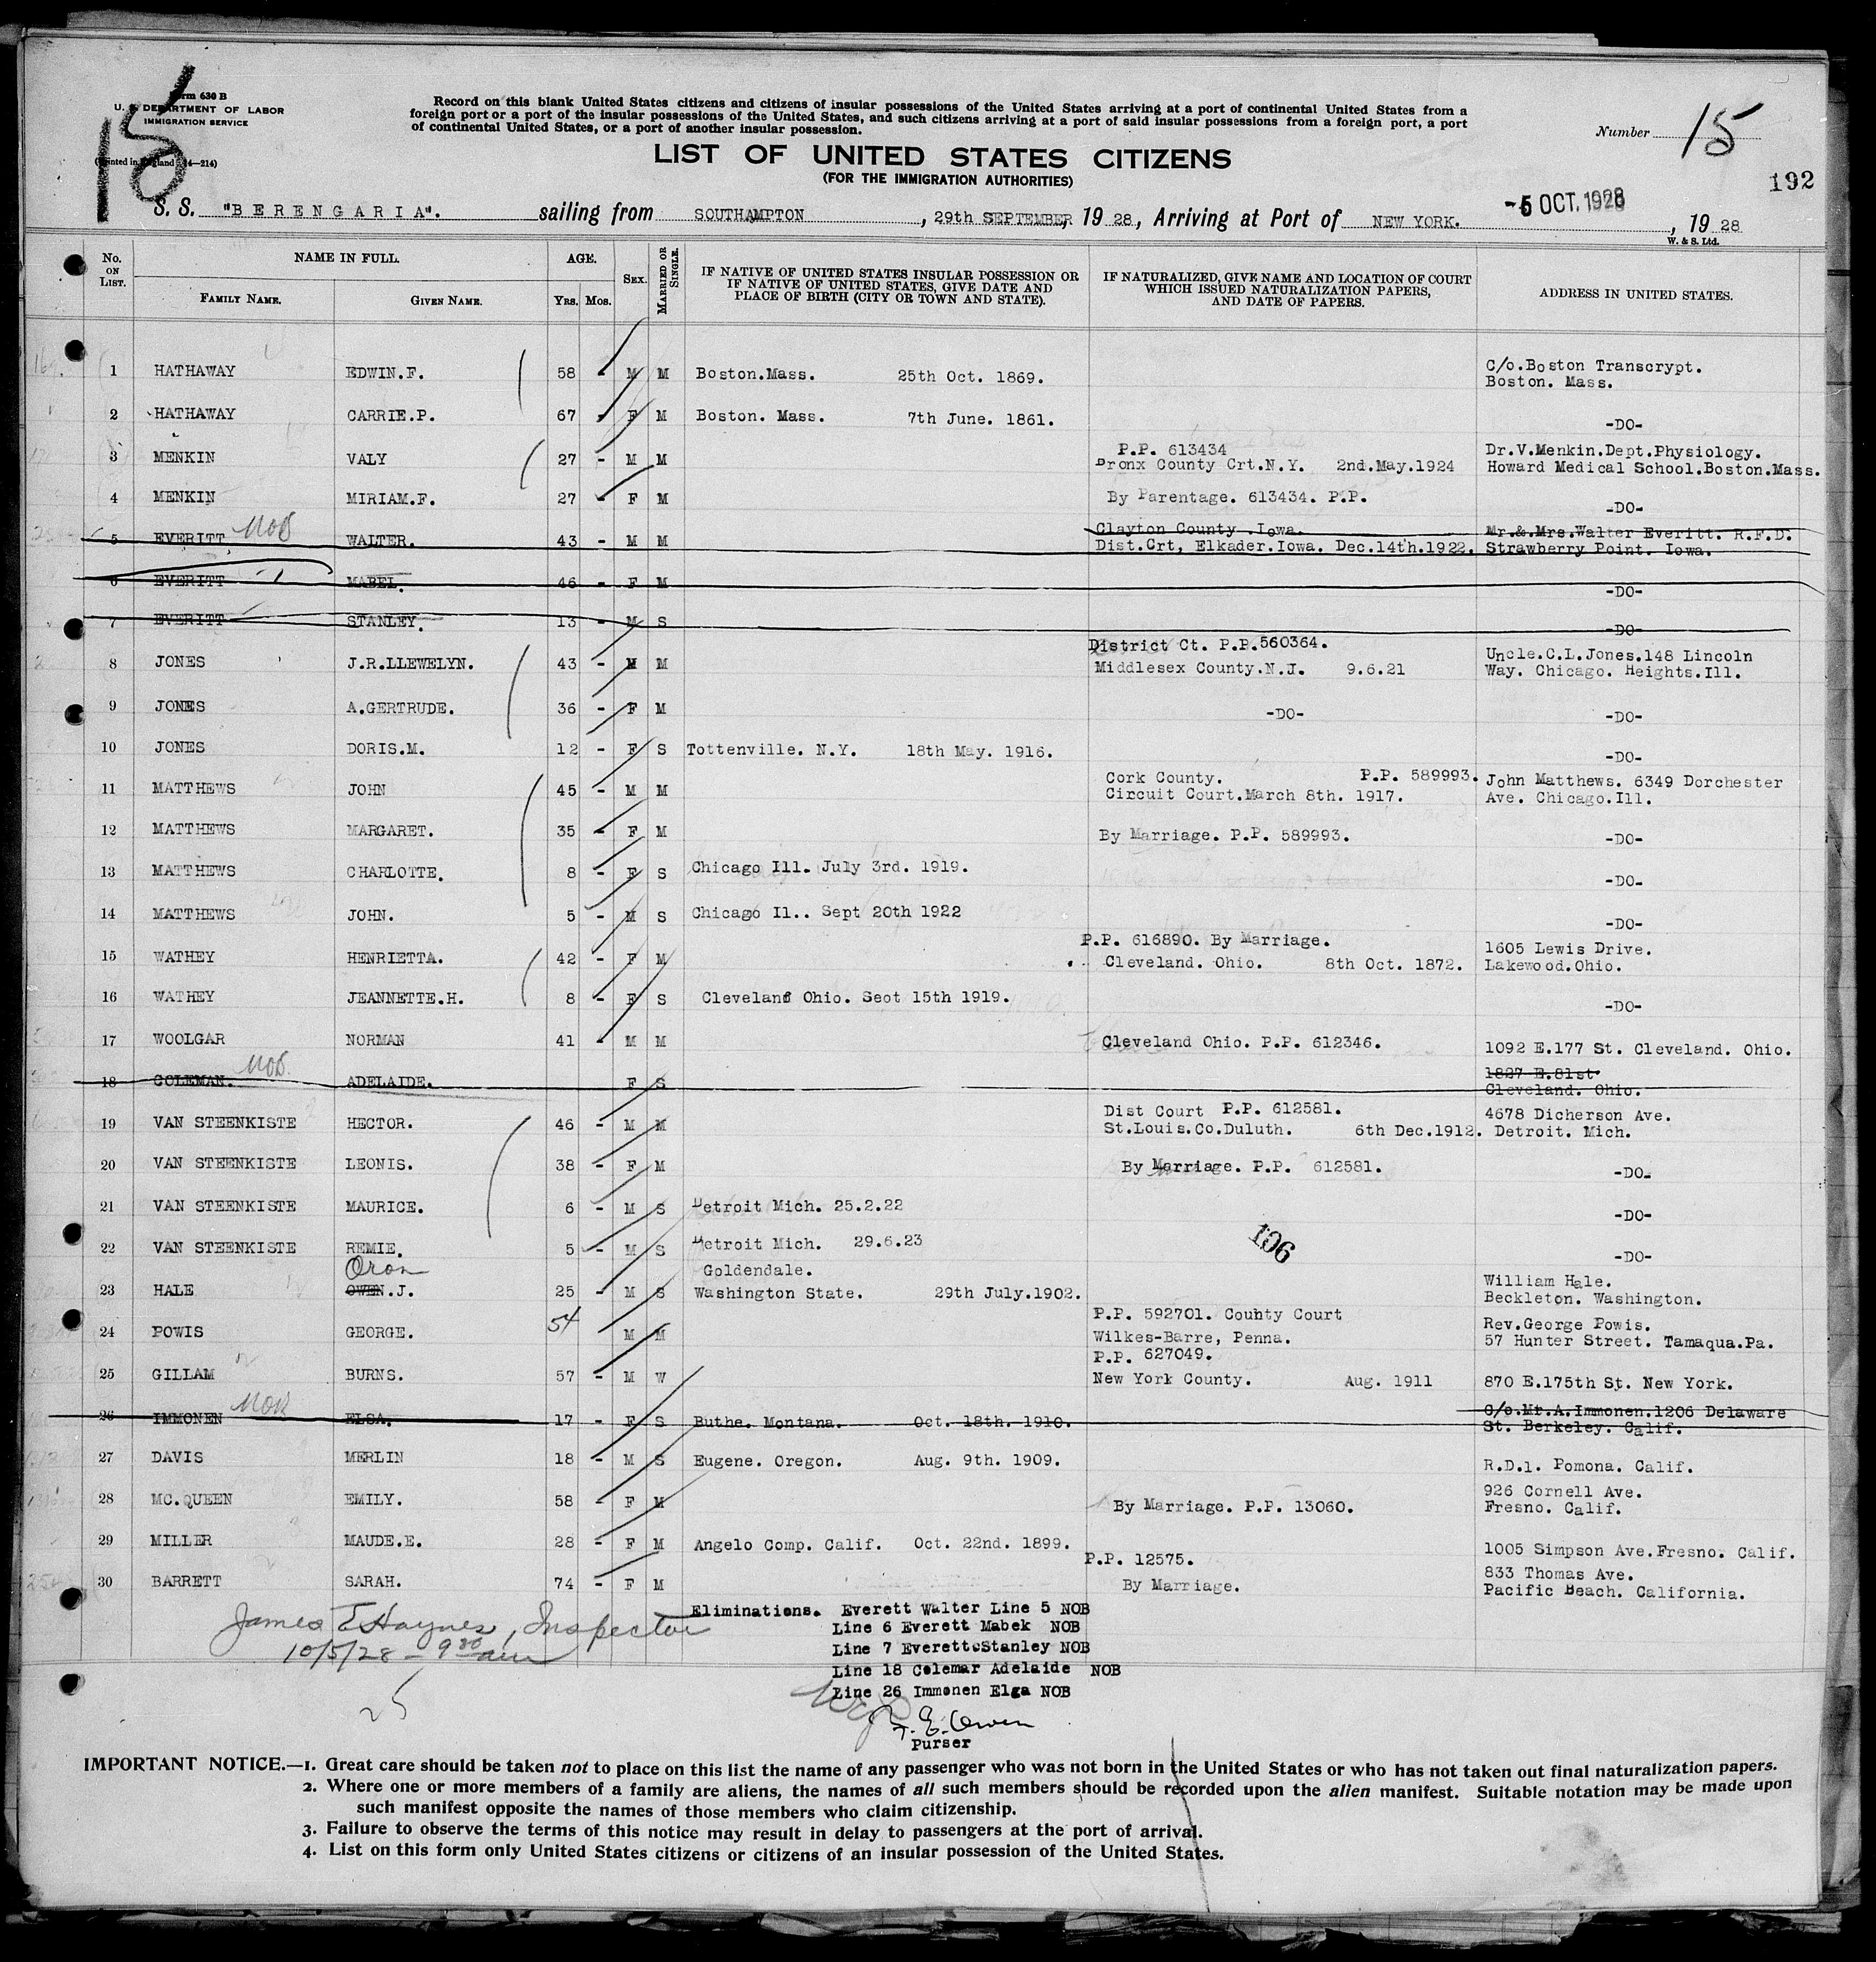 15
Form 630 B
U. S. DEPARTMENT OF LABOR
IMMIGRATION SERVICE
(Printed in England 14—214)
15
Record on this blank United States citizens and citizens of insular possessions of the United States arriving at a port of continental United States from a
foreign port or a port of the insular possessions of the United States, and such citizens arriving at a port of said insular possessions from a foreign port, a port
of continental United States, or a port of another insular possession.
Number 15
LIST OF UNITED STATES CITIZENS
(FOR THE IMMIGRATION AUTHORITIES)
192
S. S. "BERENGARIA". sailing from SOUTHAMPTON, 29th SEPTEMBER, 19 28, Arriving at Port of NEW YORK. -5 OCT. 1928, 19 28
W. & S. Ltd.
No. ON LIST. NAME IN FULL. AGE. SEX. MARRIED OR SINGLE. IF NATIVE OF UNITED STATES INSULAR POSSESSION OR IF NATIVE OF UNITED STATES, GIVE DATE AND PLACE OF BIRTH (CITY OR TOWN AND STATE). IF NATURALIZED, GIVE NAME AND LOCATION OF COURT WHICH ISSUED NATURALIZATION PAPERS, AND DATE OF PAPERS. ADDRESS IN UNITED STATES.
FAMILY NAME. GIVEN NAME. YRS. MOS.
1 HATHAWAY EDWIN.F. 58 - M M Boston.Mass. 25th Oct. 1869. C/o.Boston Transcrypt.
Boston. Mass.
2 HATHAWAY CARRIE.P. 67 - F M Boston. Mass. 7th June. 1861. -DO-
P.P. 613434 Dr.V.Menkin.Dept.Physiology.
3 MENKIN VALY 27 - M M Bronx County Crt.N.Y. 2nd.May.1924 Howard Medical School.Boston.Mass.
4 MENKIN MIRIAM.F. 27 - F M By Parentage. 613434. P.P. -DO-
NOB Clayton County.Iowa. Mr.& Mrs.Walter Everitt. R.F.D.
5 EVERITT WALTER. 43 - M M Dist.Crt, Elkader.Iowa. Dec.14th.1922. Strawberry Point. Iowa.
6 EVERITT MABEL. 46 - F M -DO-
7 EVERITT STANLEY. 13 - M S -DO-
District Ct. P.P.560364. Uncle.C.L.Jones.148 Lincoln
8 JONES J.R.LLEWELYN. 43 - M M Middlesex County.N.J. 9.6.21 Way. Chicago. Heights.Ill.
9 JONES A.GERTRUDE. 36 - F M -DO- -DO-
10 JONES DORIS.M. 12 - F S Tottenville. N.Y. 18th May. 1916. -DO-
Cork County. P.P. 589993. John Matthews. 6349 Dorchester
11 MATTHEWS JOHN 45 - M M Circuit Court.March 8th. 1917. Ave. Chicago.Ill.
12 MATTHEWS MARGARET. 35 - F M By Marriage. P.P. 589993. -DO-
13 MATTHEWS CHARLOTTE. 8 - F S Chicago Ill. July 3rd. 1919. -DO-
14 MATTHEWS JOHN. 5 - M S Chicago Il.. Sept 20th 1922 -DO-
P.P. 616890. By Marriage. 1605 Lewis Drive.
15 WATHEY HENRIETTA. 42 - F M Cleveland. Ohio. 8th Oct. 1872. Lakewood.Ohio.
16 WATHEY JEANNETTE.H. 8 - F S Clevelanf Ohio. Seot 15th 1919. -DO-
17 WOOLGAR NORMAN 41 - M M Cleveland Ohio. P.P. 612346. 1092 E.177 St. Cleveland. Ohio.
NOB 1827 E.81st
18 COLEMAN. ADELAIDE. F S Cleveland. Ohio.
Dist Court P.P. 612581. 4678 Dicherson Ave.
19 VAN STEENKISTE HECTOR. 46 - M M St.Louis.Co.Duluth. 6th Dec.1912. Detroit. Mich.
20 VAN STEENKISTE LEONIS. 38 - F M By Marriage. P.P. 612581. -DO-
21 VAN STEENKISTE MAURICE. 6 - M S Detroit Mich. 25.2.22 -DO-
22 VAN STEENKISTE REMIE. 5 - M S Detroit Mich. 29.6.23 -DO-
106
Oron Goldendale. William Hale.
23 HALE OWEN.J. 25 - M S Washington State. 29th July.1902. Beckleton. Washington.
P.P. 592701. County Court Rev.George Powis.
24 POWIS GEORGE. 54 M M Wilkes-Barre, Penna. 57 Hunter Street. Tamaqua.Pa.
P.P. 627049.
25 GILLAM BURNS. 57 - M W New York County. Aug. 1911 870 E.175th St. New York.
NOB C/o.Mr.A.Immonen.1206 Delaware
26 IMMONEN ELSA. 17 - F S Buthe. Montana. Oct. 18th. 1910. St. Berkeley. Calif.
27 DAVIS MERLIN 18 - M S Eugene. Oregon. Aug. 9th. 1909. R.D.1. Pomona. Calif.
926 Cornell Ave.
28 MC.QUEEN EMILY. 58 - F M By Marriage. P.P. 13060. Fresno. Calif.
29 MILLER MAUDE.E. 28 - F M Angelo Comp. Calif. Oct. 22nd. 1899. 1005 Simpson Ave.Fresno. Calif.
P.P. 12575. 833 Thomas Ave.
30 BARRETT SARAH. 74 - F M By Marriage. Pacific Beach. California.
Eliminations. Everett Walter Line 5 NOB
James E Haynes, Inspector Line 6 Everett Mabek NOB
10/5/28 - 9 00 am Line 7 Everett Stanley NOB
Line 18 Colemar Adelaide NOB
Line 26 Immonen Elga NOB
25
F. E. Owen
Purser
IMPORTANT NOTICE.—1. Great care should be taken not to place on this list the name of any passenger who was not born in the United States or who has not taken out final naturalization papers.
2. Where one or more members of a family are aliens, the names of all such members should be recorded upon the alien manifest. Suitable notation may be made upon
such manifest opposite the names of those members who claim citizenship.
3. Failure to observe the terms of this notice may result in delay to passengers at the port of arrival.
4. List on this form only United States citizens or citizens of an insular possession of the United States.